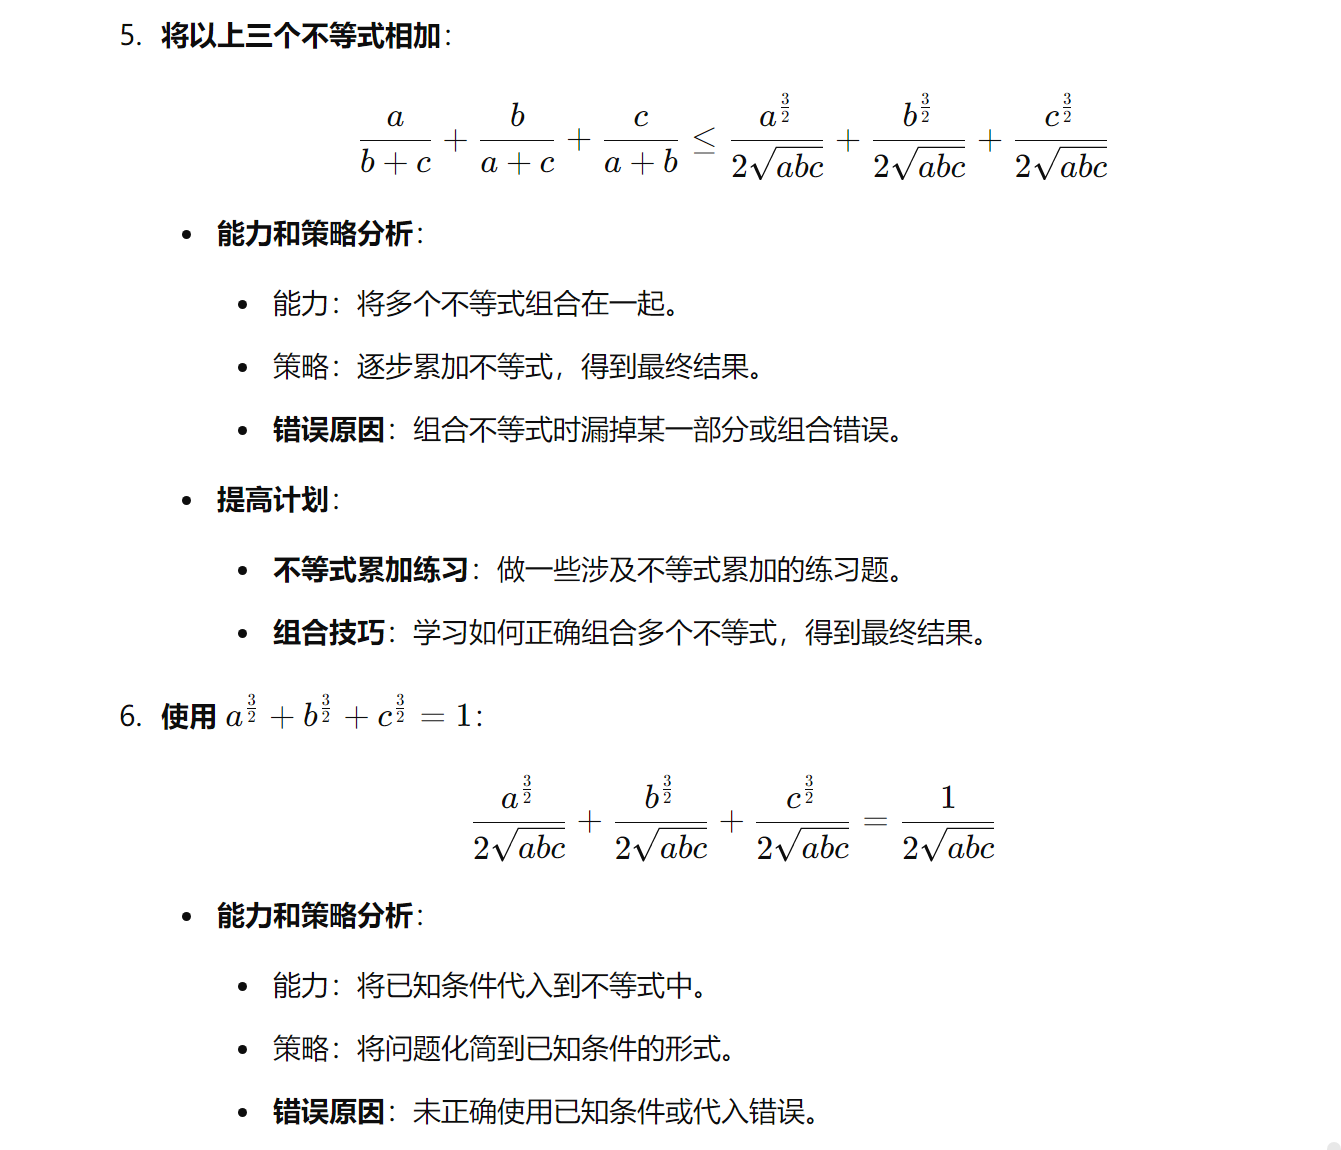 5. 将以上三个不等式相加：
$$\frac{a}{b+c} + \frac{b}{a+c} + \frac{c}{a+b} \leq \frac{a^{\frac{3}{2}}}{2\sqrt{abc}} + \frac{b^{\frac{3}{2}}}{2\sqrt{abc}} + \frac{c^{\frac{3}{2}}}{2\sqrt{abc}}$$
• 能力和策略分析：
• 能力：将多个不等式组合在一起。
• 策略：逐步累加不等式，得到最终结果。
• 错误原因：组合不等式时漏掉某一部分或组合错误。
• 提高计划：
• 不等式累加练习：做一些涉及不等式累加的练习题。
• 组合技巧：学习如何正确组合多个不等式，得到最终结果。
6. 使用 $a^{\frac{3}{2}} + b^{\frac{3}{2}} + c^{\frac{3}{2}} = 1$：
$$\frac{a^{\frac{3}{2}}}{2\sqrt{abc}} + \frac{b^{\frac{3}{2}}}{2\sqrt{abc}} + \frac{c^{\frac{3}{2}}}{2\sqrt{abc}} = \frac{1}{2\sqrt{abc}}$$
• 能力和策略分析：
• 能力：将已知条件代入到不等式中。
• 策略：将问题化简到已知条件的形式。
• 错误原因：未正确使用已知条件或代入错误。